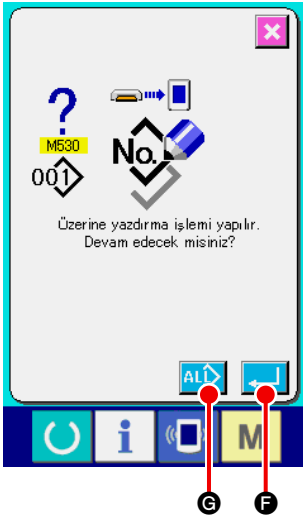 ?
M530
001
No.
Üzerine yazdırma işlemi yapılır.
Devam edecek misiniz?
ALL
i
M
G
F